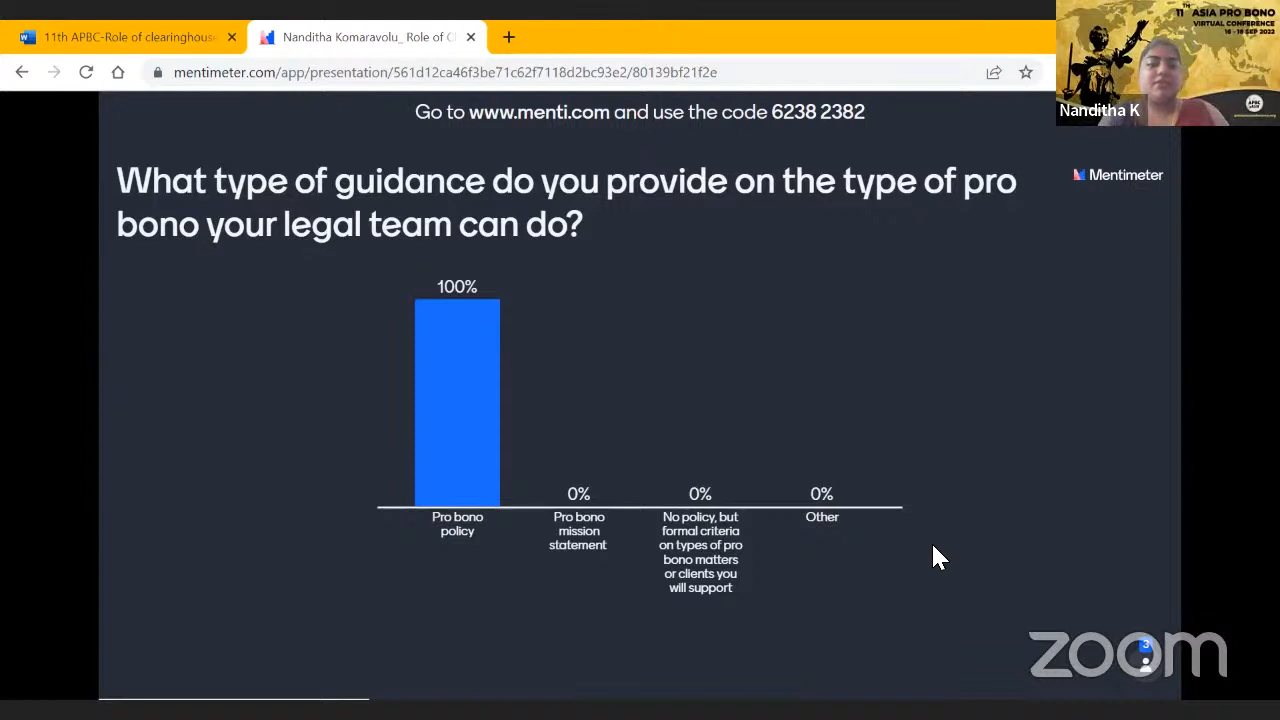 11th APBC-Role of clearinghouse
Nanditha Komaravolu_ Role of Cl
mentimeter.com/app/presentation/561d12ca46f3be71c62f7118d2bc93e2/80139bf21f2e
11TH ASIA PRO BONO
VIRTUAL CONFERENCE
16 - 18 SEP 2022
Nanditha K
Go to www.menti.com and use the code 6238 2382
What type of guidance do you provide on the type of pro
bono your legal team can do?
Mentimeter
100%
0%
0%
0%
Pro bono
policy
Pro bono
mission
statement
No policy, but
formal criteria
on types of pro
bono matters
or clients you
will support
Other
3
zoom